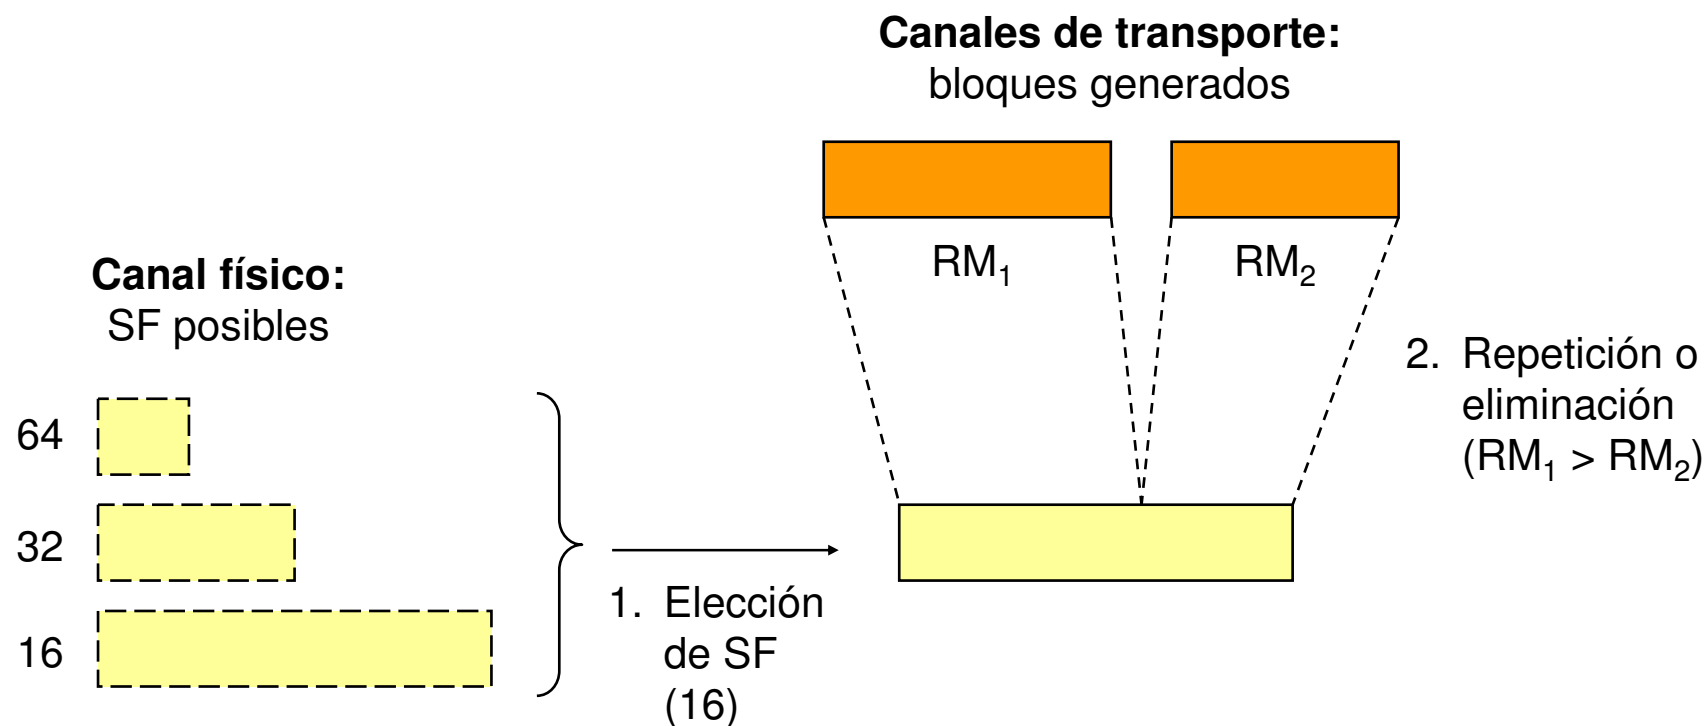 Canales de transporte:
bloques generados
RM₁
RM₂
Canal físico:
SF posibles
64
32
16
1. Elección
de SF
(16)
2. Repetición o
eliminación
(RM₁ > RM₂)